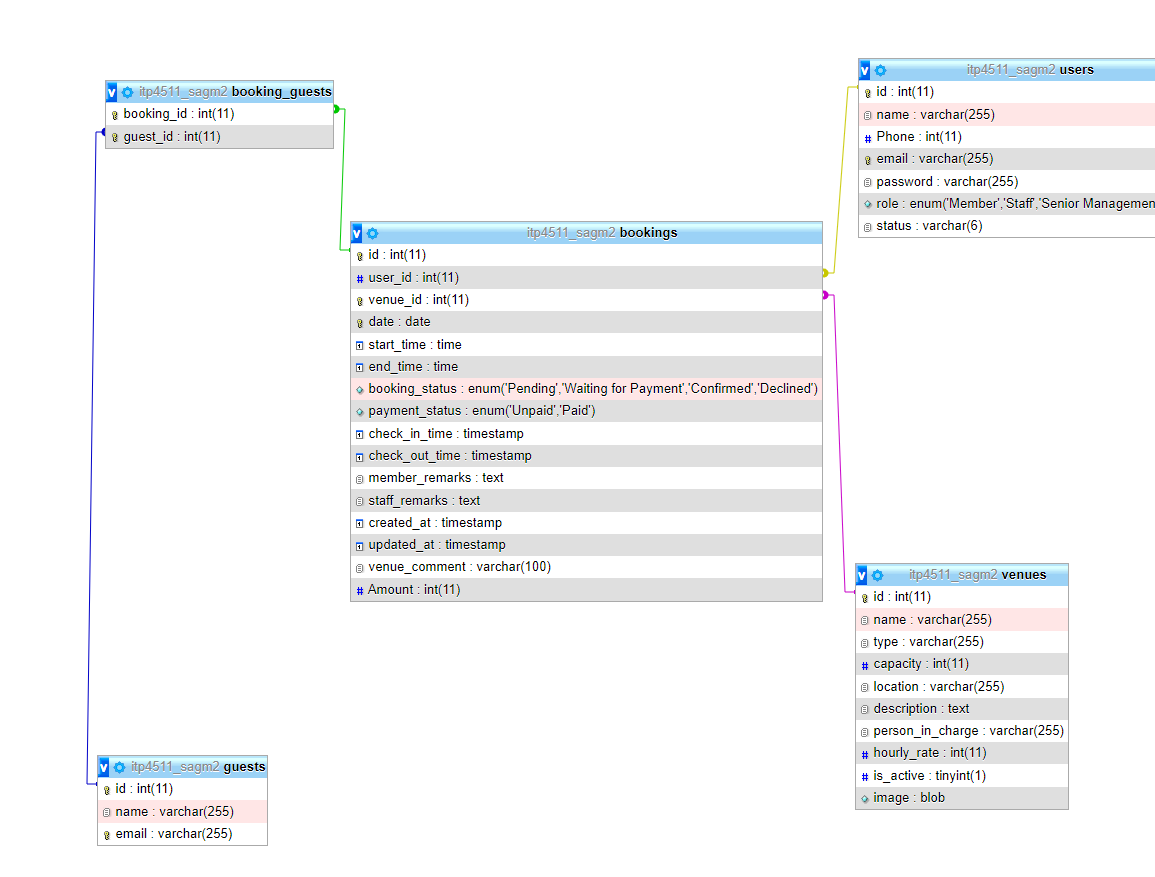 itp4511_sagm2 booking_guests
booking_id : int(11)
guest_id : int(11)
itp4511_sagm2 users
id : int(11)
name : varchar(255)
Phone : int(11)
email : varchar(255)
password : varchar(255)
role : enum('Member','Staff','Senior Managemen
status : varchar(6)
itp4511_sagm2 bookings
id : int(11)
user_id : int(11)
venue_id : int(11)
date : date
start_time : time
end_time : time
booking_status : enum('Pending','Waiting for Payment','Confirmed','Declined')
payment_status : enum('Unpaid','Paid')
check_in_time : timestamp
check_out_time : timestamp
member_remarks : text
staff_remarks : text
created_at : timestamp
updated_at : timestamp
venue_comment : varchar(100)
Amount : int(11)
itp4511_sagm2 venues
id : int(11)
name : varchar(255)
type : varchar(255)
capacity : int(11)
location : varchar(255)
description : text
person_in_charge : varchar(255)
hourly_rate : int(11)
is_active : tinyint(1)
image : blob
itp4511_sagm2 guests
id : int(11)
name : varchar(255)
email : varchar(255)